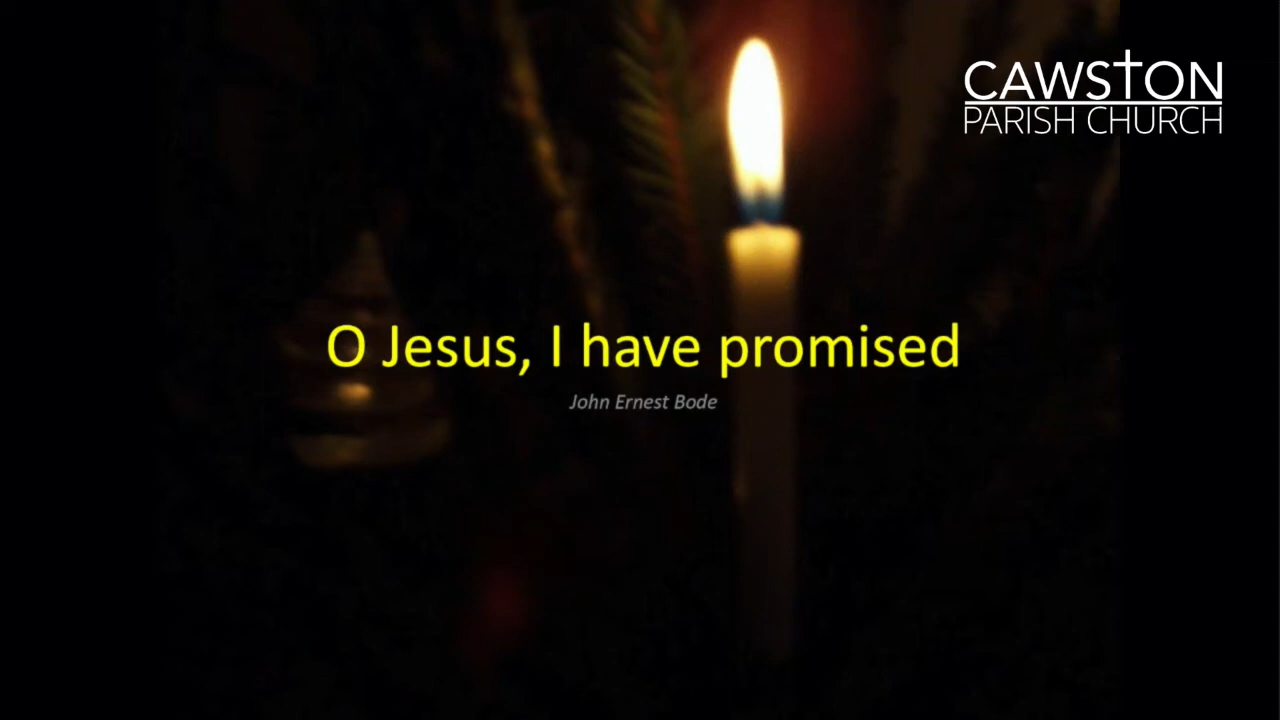 CAWSTON
PARISH CHURCH
O Jesus, I have promised
John Ernest Bode